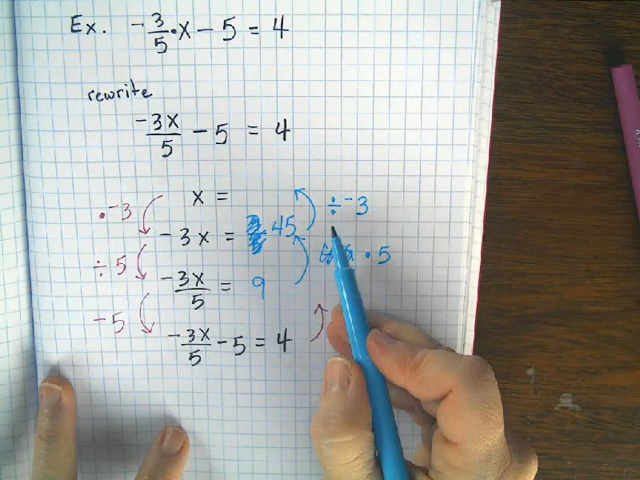 Ex. -3/5 • x - 5 = 4
rewrite
-3x/5 - 5 = 4
x =
• -3
÷ -3
-3x = 45
÷ 5
• 5
-3x/5 = 9
- 5
-3x/5 - 5 = 4